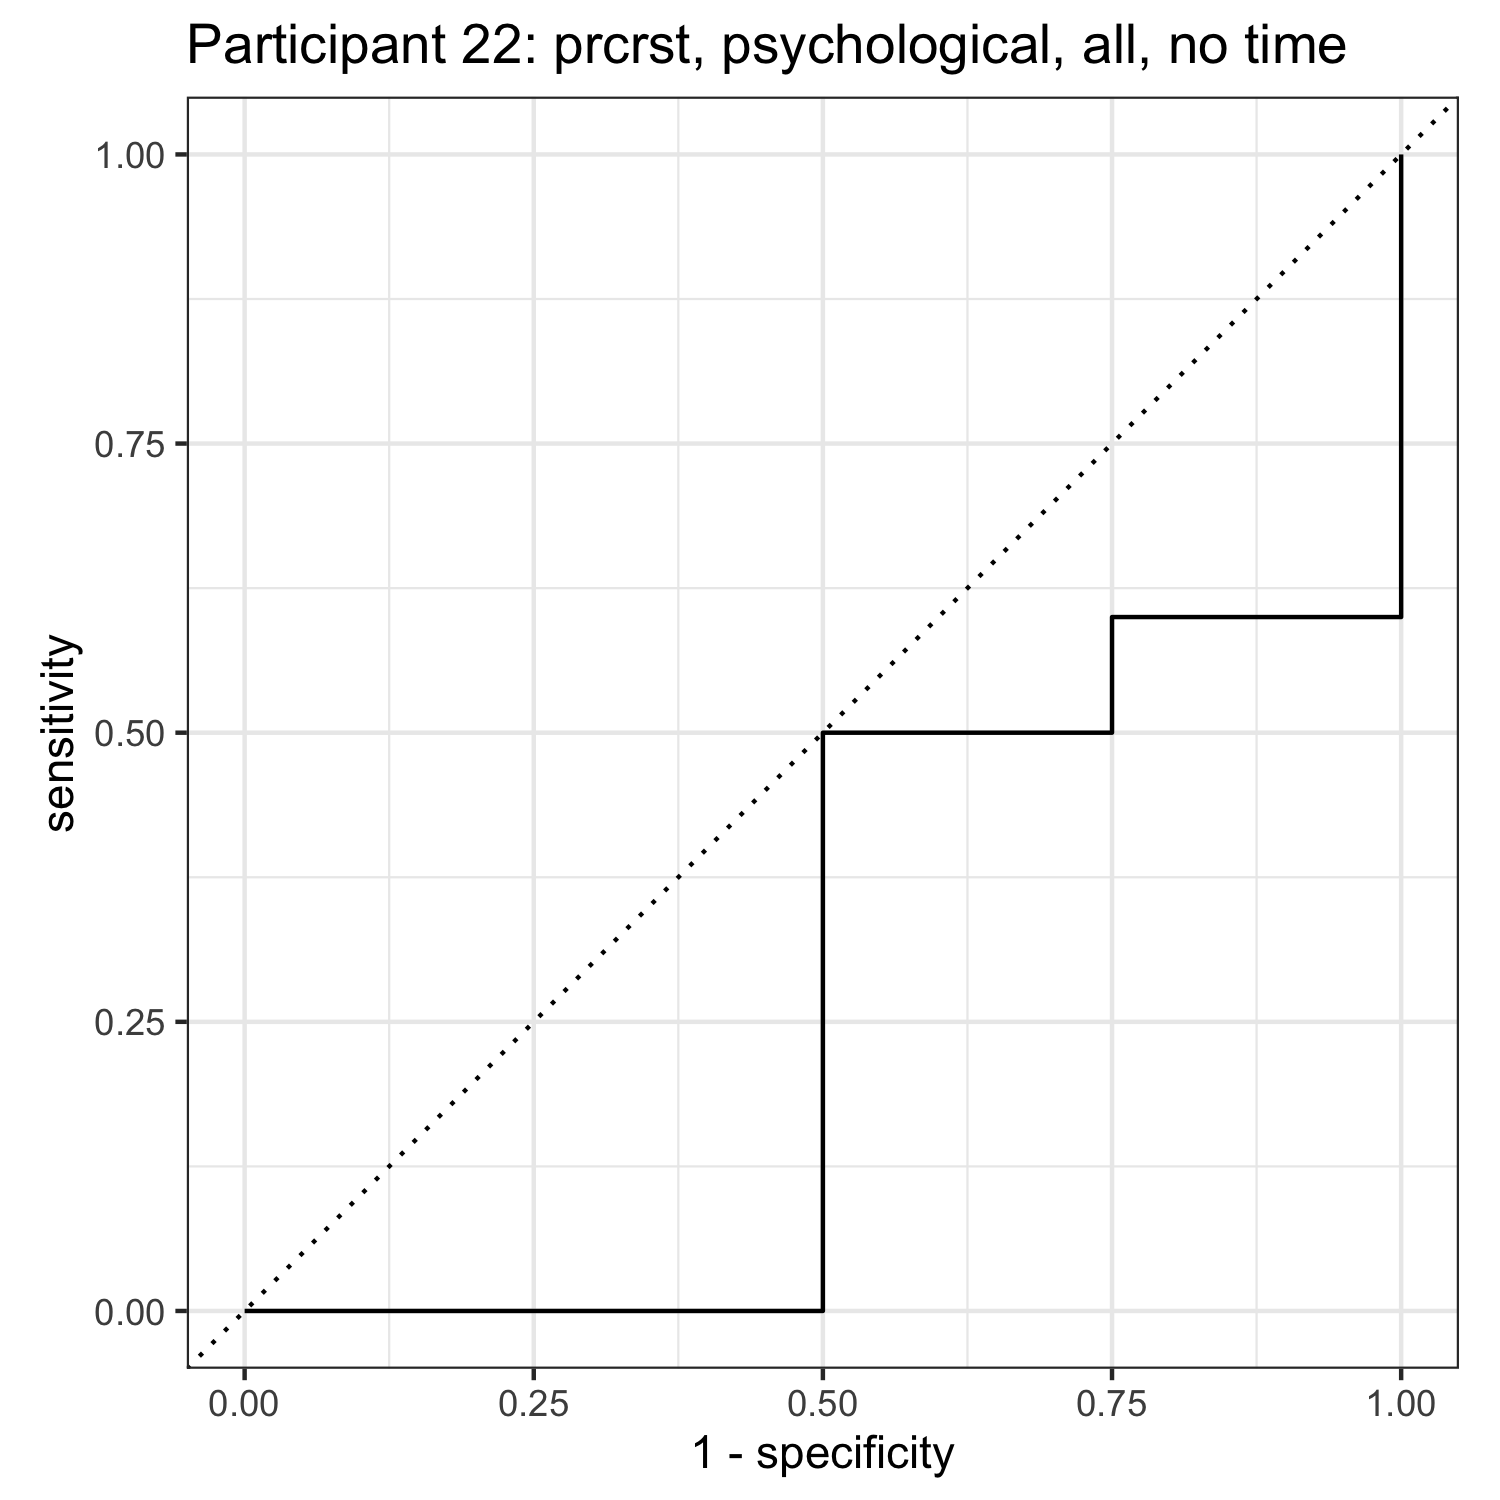 Participant 22: prcrst, psychological, all, no time
1.00
0.75
0.50
0.25
0.00
sensitivity
0.00 0.25 0.50 0.75 1.00
1 - specificity